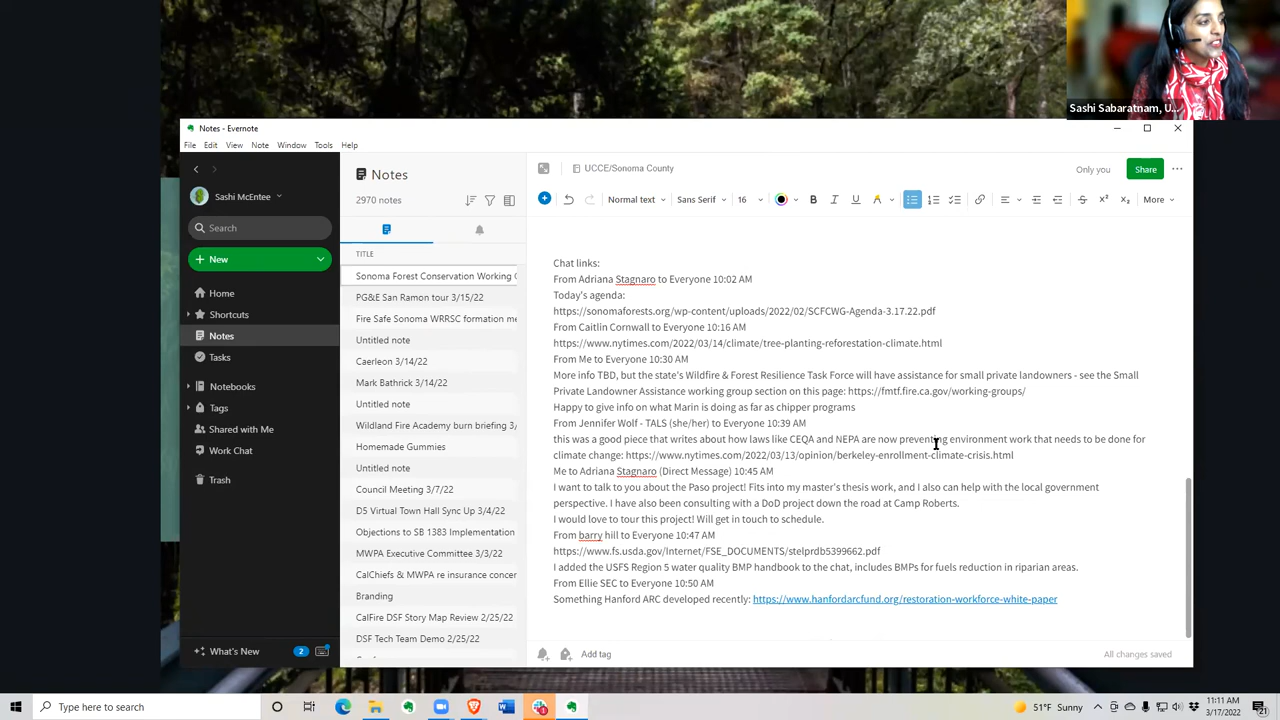 Sashi Sabaratnam, U...
Notes - Evernote
File Edit View Note Window Tools Help
Sashi McEntee
Search
New
Home
Shortcuts
Notes
Tasks
Notebooks
Tags
Shared with Me
Work Chat
Trash
What's New
2
Notes
2970 notes
TITLE
Sonoma Forest Conservation Working
PG&E San Ramon tour 3/15/22
Fire Safe Sonoma WRRSC formation me
Untitled note
Caerleon 3/14/22
Mark Bathrick 3/14/22
Untitled note
Wildland Fire Academy burn briefing 3
Homemade Gummies
Untitled note
Council Meeting 3/7/22
D5 Virtual Town Hall Sync Up 3/4/22
Objections to SB 1383 Implementation
MWPA Executive Committee 3/3/22
CalChiefs & MWPA re insurance concer
Branding
CalFire DSF Story Map Review 2/25/22
DSF Tech Team Demo 2/25/22
UCCE/Sonoma County
Only you
Share
Normal text Sans Serif 16 B I U A More
Chat links:
From Adriana Stagnaro to Everyone 10:02 AM
Today's agenda:
https://sonomaforests.org/wp-content/uploads/2022/02/SCFCWG-Agenda-3.17.22.pdf
From Caitlin Cornwall to Everyone 10:16 AM
https://www.nytimes.com/2022/03/14/climate/tree-planting-reforestation-climate.html
From Me to Everyone 10:30 AM
More info TBD, but the state's Wildfire & Forest Resilience Task Force will have assistance for small private landowners - see the Small
Private Landowner Assistance working group section on this page: https://fmtf.fire.ca.gov/working-groups/
Happy to give info on what Marin is doing as far as chipper programs
From Jennifer Wolf - TALS (she/her) to Everyone 10:39 AM
this was a good piece that writes about how laws like CEQA and NEPA are now preventing environment work that needs to be done for
climate change: https://www.nytimes.com/2022/03/13/opinion/berkeley-enrollment-climate-crisis.html
Me to Adriana Stagnaro (Direct Message) 10:45 AM
I want to talk to you about the Paso project! Fits into my master's thesis work, and I also can help with the local government
perspective. I have also been consulting with a DoD project down the road at Camp Roberts.
I would love to tour this project! Will get in touch to schedule.
From barry hill to Everyone 10:47 AM
https://www.fs.usda.gov/Internet/FSE_DOCUMENTS/stelprdb5399662.pdf
I added the USFS Region 5 water quality BMP handbook to the chat, includes BMPs for fuels reduction in riparian areas.
From Ellie SEC to Everyone 10:50 AM
Something Hanford ARC developed recently: https://www.hanfordarcfund.org/restoration-workforce-white-paper
Add tag
All changes saved
Type here to search
51°F Sunny
11:11 AM
3/17/2022
21